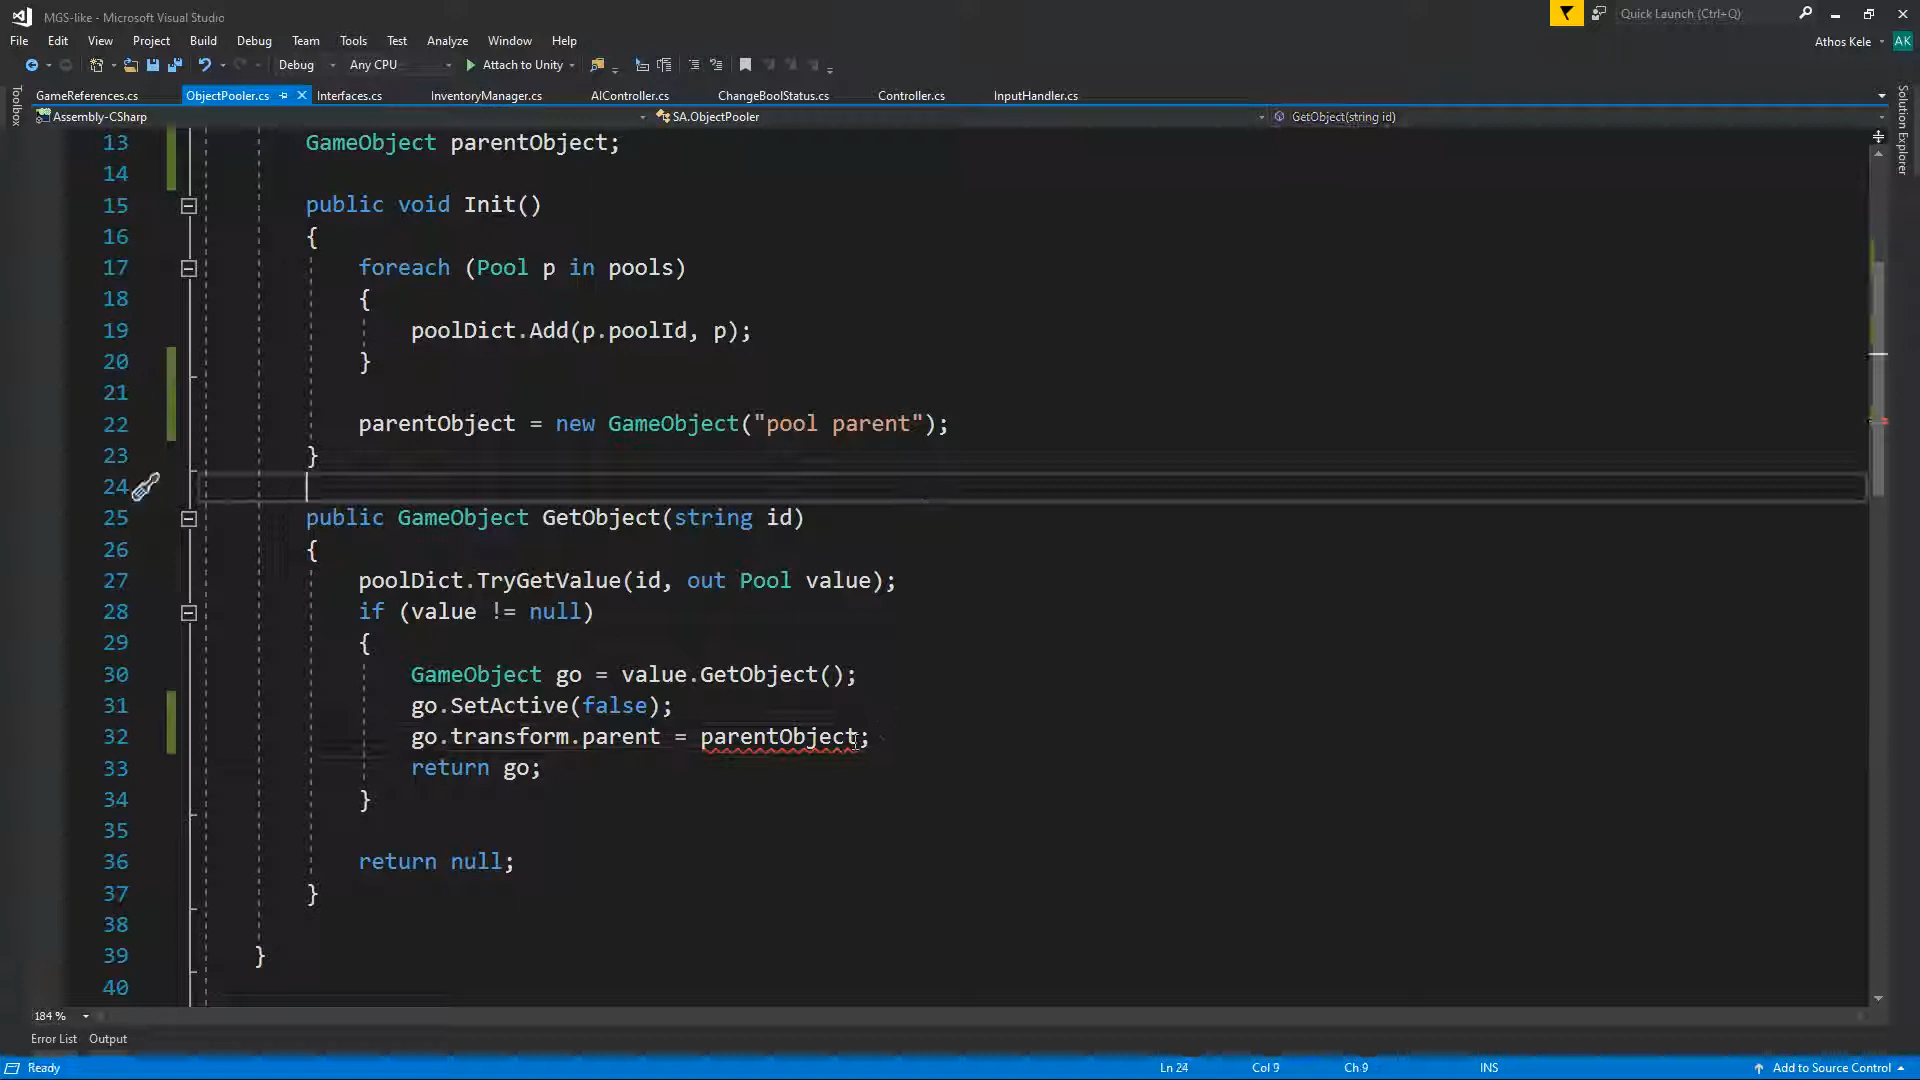 MGS-like - Microsoft Visual Studio
Quick Launch (Ctrl+Q)
File Edit View Project Build Debug Team Tools Test Analyze Window Help
Athos Kele AK
Debug Any CPU Attach to Unity
GameReferences.cs ObjectPooler.cs Interfaces.cs InventoryManager.cs AIController.cs ChangeBoolStatus.cs Controller.cs InputHandler.cs
Assembly-CSharp SA.ObjectPooler GetObject(string id)
Toolbox
Solution Explorer
13 GameObject parentObject;
14
15 public void Init()
16 {
17 foreach (Pool p in pools)
18 {
19 poolDict.Add(p.poolId, p);
20 }
21
22 parentObject = new GameObject("pool parent");
23 }
24
25 public GameObject GetObject(string id)
26 {
27 poolDict.TryGetValue(id, out Pool value);
28 if (value != null)
29 {
30 GameObject go = value.GetObject();
31 go.SetActive(false);
32 go.transform.parent = parentObject;
33 return go;
34 }
35
36 return null;
37 }
38
39 }
40
184 %
Error List Output
Ready Ln 24 Col 9 Ch 9 INS Add to Source Control